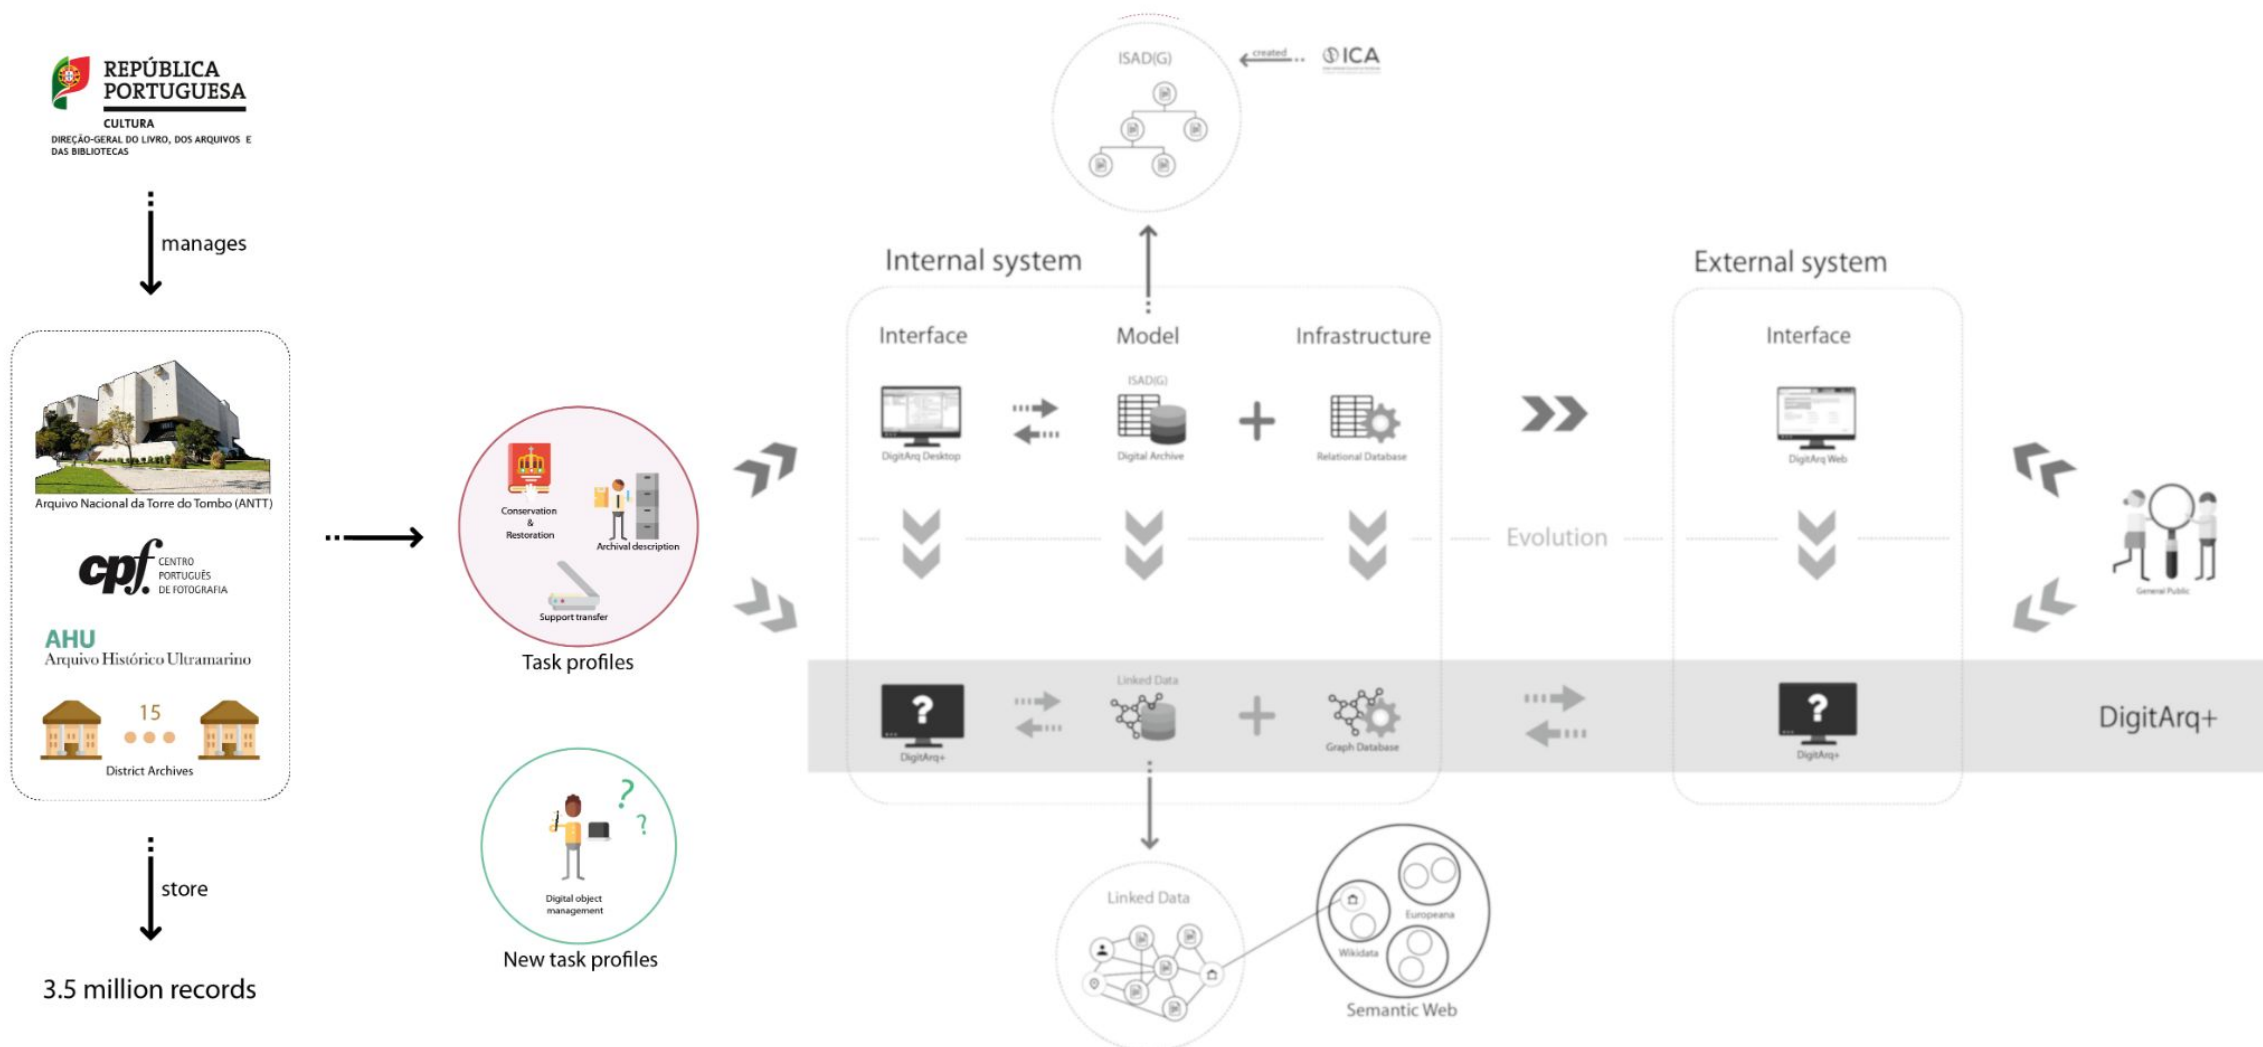 REPÚBLICA
PORTUGUESA
CULTURA
DIREÇÃO-GERAL DO LIVRO, DOS ARQUIVOS E
DAS BIBLIOTECAS
manages
Arquivo Nacional da Torre do Tombo (ANTT)
cpf.
CENTRO
PORTUGUÊS
DE FOTOGRAFIA
AHU
Arquivo Histórico Ultramarino
15
District Archives
store
3.5 million records
Conservation
&
Restoration
Archival description
Support transfer
Task profiles
?
?
Digital object
management
New task profiles
ISAD(G)
created
ICA
Internal system
Interface
Model
Infrastructure
ISAD(G)
DigitArq Desktop
Digital Archive
+
Relational Database
Evolution
Linked Data
?
DigitArq+
+
Graph Database
Linked Data
Europeana
Wikidata
Semantic Web
External system
Interface
DigitArq Web
?
DigitArq+
General Public
DigitArq+